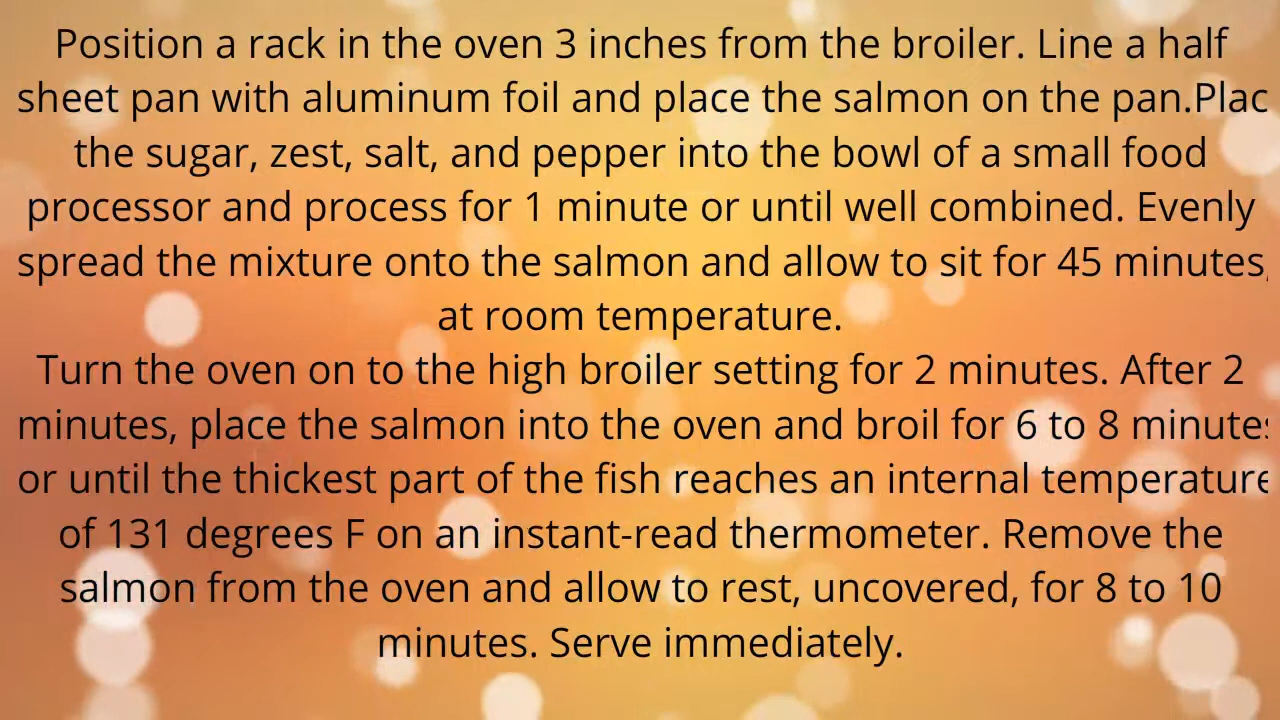 Position a rack in the oven 3 inches from the broiler. Line a half
sheet pan with aluminum foil and place the salmon on the pan.Plac
the sugar, zest, salt, and pepper into the bowl of a small food
processor and process for 1 minute or until well combined. Evenly
spread the mixture onto the salmon and allow to sit for 45 minutes,
at room temperature.
Turn the oven on to the high broiler setting for 2 minutes. After 2
minutes, place the salmon into the oven and broil for 6 to 8 minutes
or until the thickest part of the fish reaches an internal temperature
of 131 degrees F on an instant-read thermometer. Remove the
salmon from the oven and allow to rest, uncovered, for 8 to 10
minutes. Serve immediately.